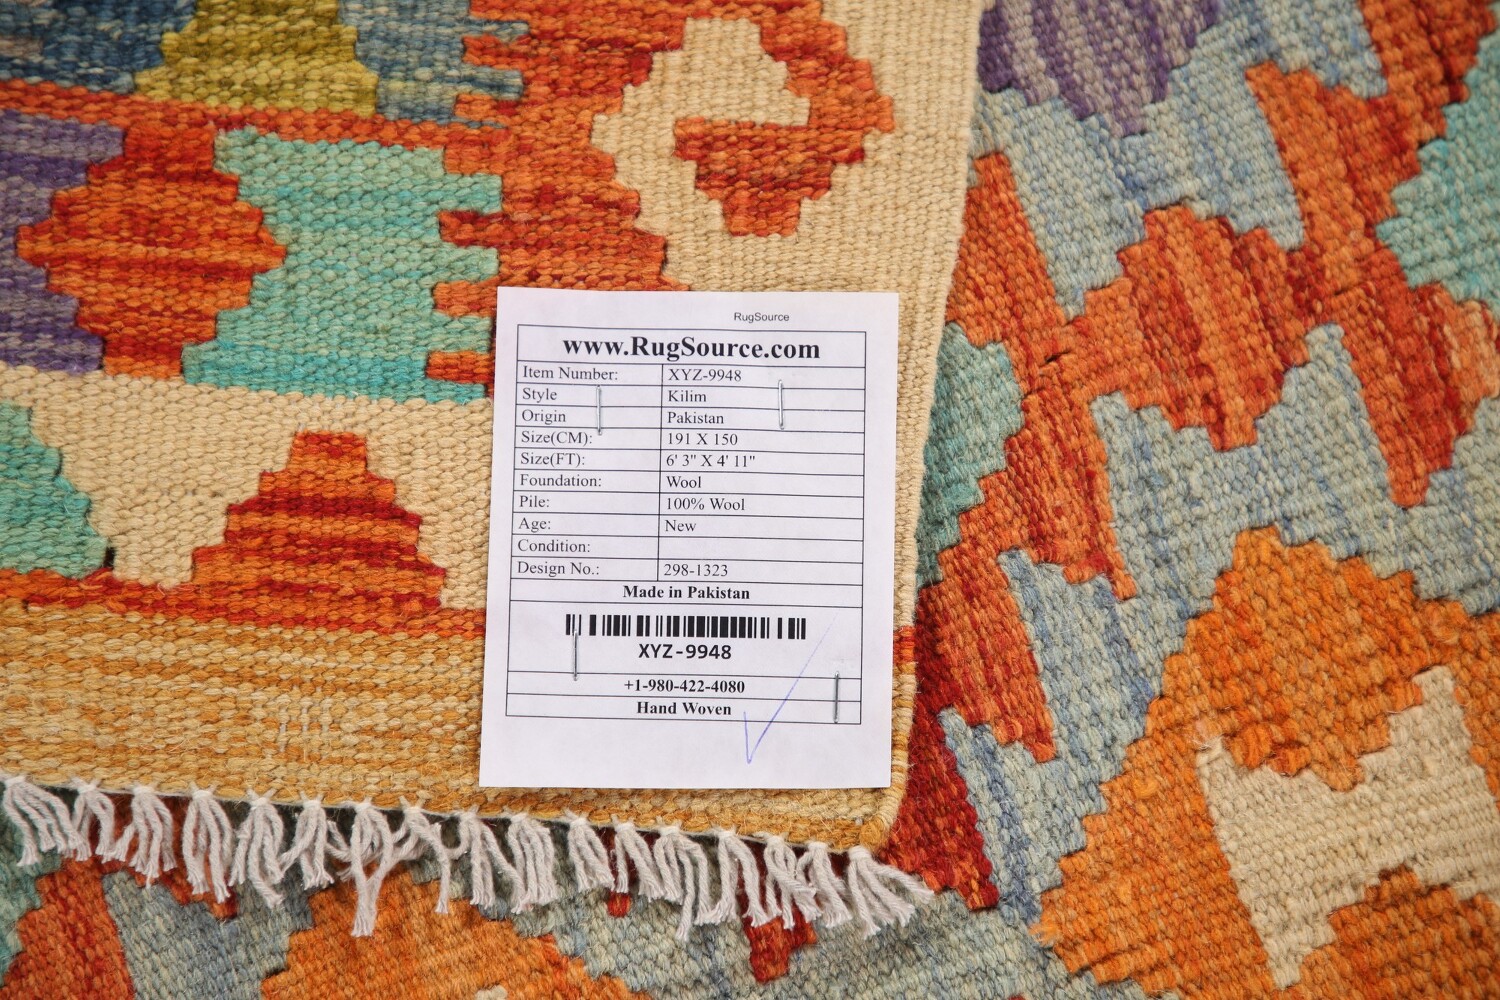 RugSource
www.RugSource.com
Item Number: XYZ-9948
Style Kilim
Origin Pakistan
Size(CM): 191 X 150
Size(FT): 6' 3" X 4' 11"
Foundation: Wool
Pile: 100% Wool
Age: New
Condition:
Design No.: 298-1323
Made in Pakistan
XYZ-9948
+1-980-422-4080
Hand Woven